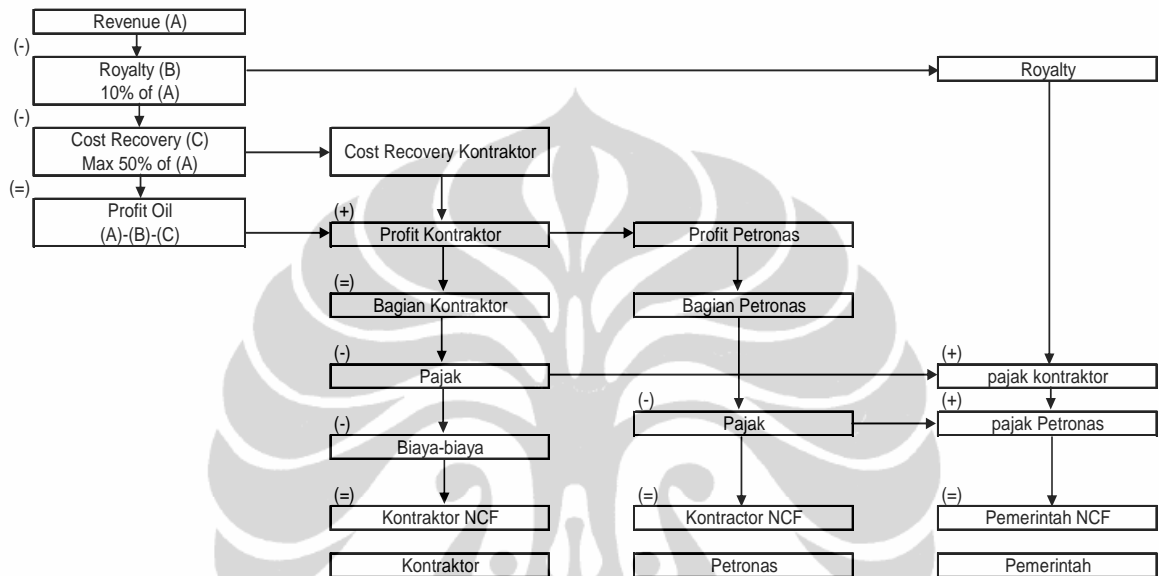 Revenue (A)
(-)
Royalty (B)
10% of (A)
Royalty
(-)
Cost Recovery (C)
Max 50% of (A)
Cost Recovery Kontraktor
(=)
Profit Oil
(A)-(B)-(C)
(+)
Profit Kontraktor
Profit Petronas
(=)
Bagian Kontraktor
Bagian Petronas
(-)
Pajak
(+)
pajak kontraktor
(-)
Pajak
(+)
pajak Petronas
(-)
Biaya-biaya
(=)
Kontraktor NCF
(=)
Kontractor NCF
(=)
Pemerintah NCF
Kontraktor
Petronas
Pemerintah